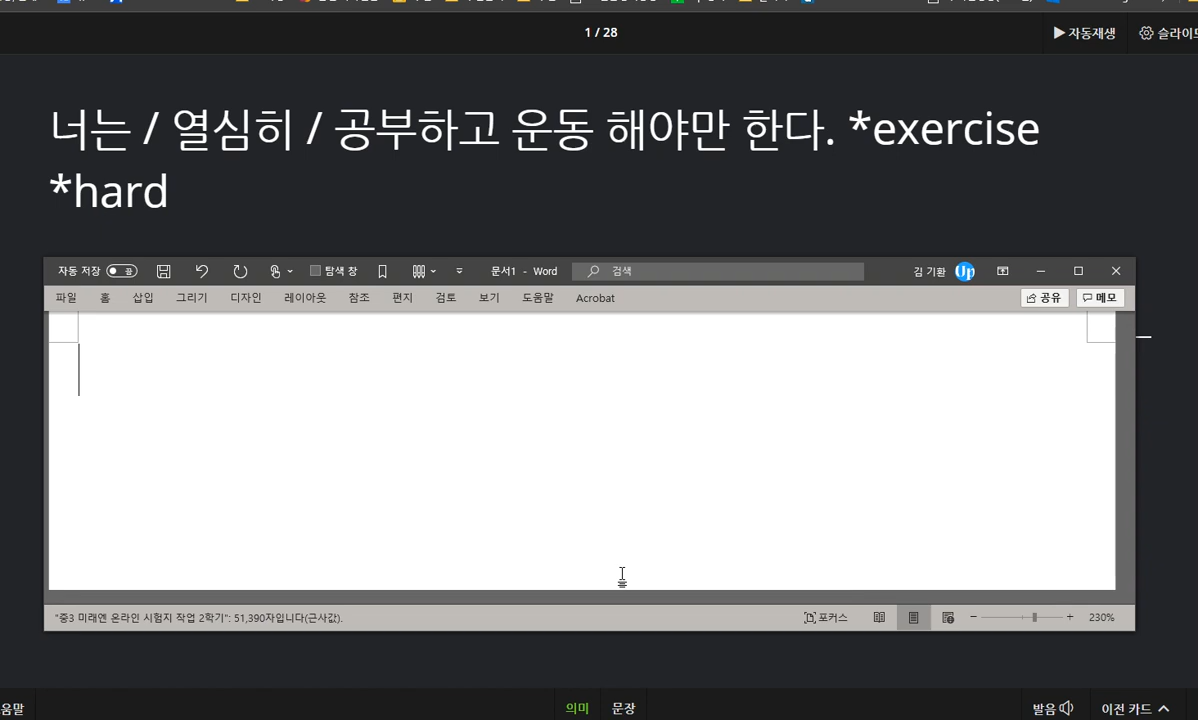 1 / 28
▶자동재생
너는 / 열심히 / 공부하고 운동 해야만 한다. *exercise
*hard
자동 저장 끔 탐색 창 문서1 - Word 검색 김 기환 Up
파일 홈 삽입 그리기 디자인 레이아웃 참조 편지 검토 보기 도움말 Acrobat 공유 메모
"중3 미래엔 온라인 시험지 작업 2학기": 51,390자입니다(근사값). 포커스 - + 230%
움말 의미 문장 발음 이전 카드